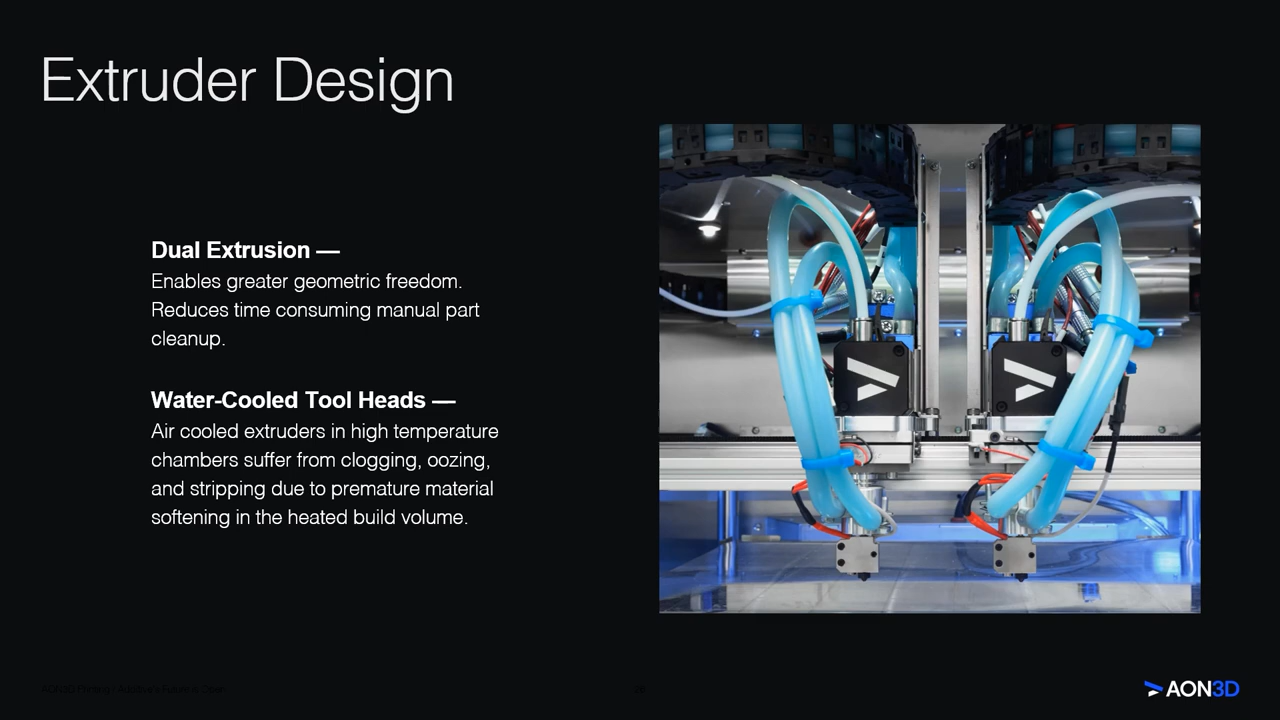 Extruder Design
Dual Extrusion —
Enables greater geometric freedom.
Reduces time consuming manual part
cleanup.
Water-Cooled Tool Heads —
Air cooled extruders in high temperature
chambers suffer from clogging, oozing,
and stripping due to premature material
softening in the heated build volume.
AON3D